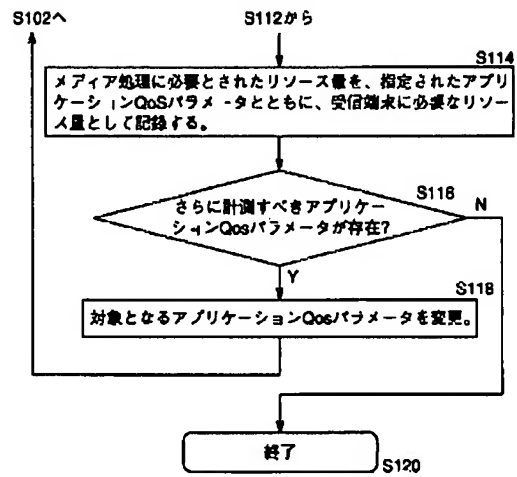 S102へ
S112から
S114
メディア処理に必要とされたリソース量を、指定されたアプリ
ケーションQoSパラメータとともに、受信端末に必要なリソー
ス量として記録する。
S116
さらに計測すべきアプリケー
ションQosパラメータが存在?
N
Y
S118
対象となるアプリケーションQosパラメータを変更。
終了
S120